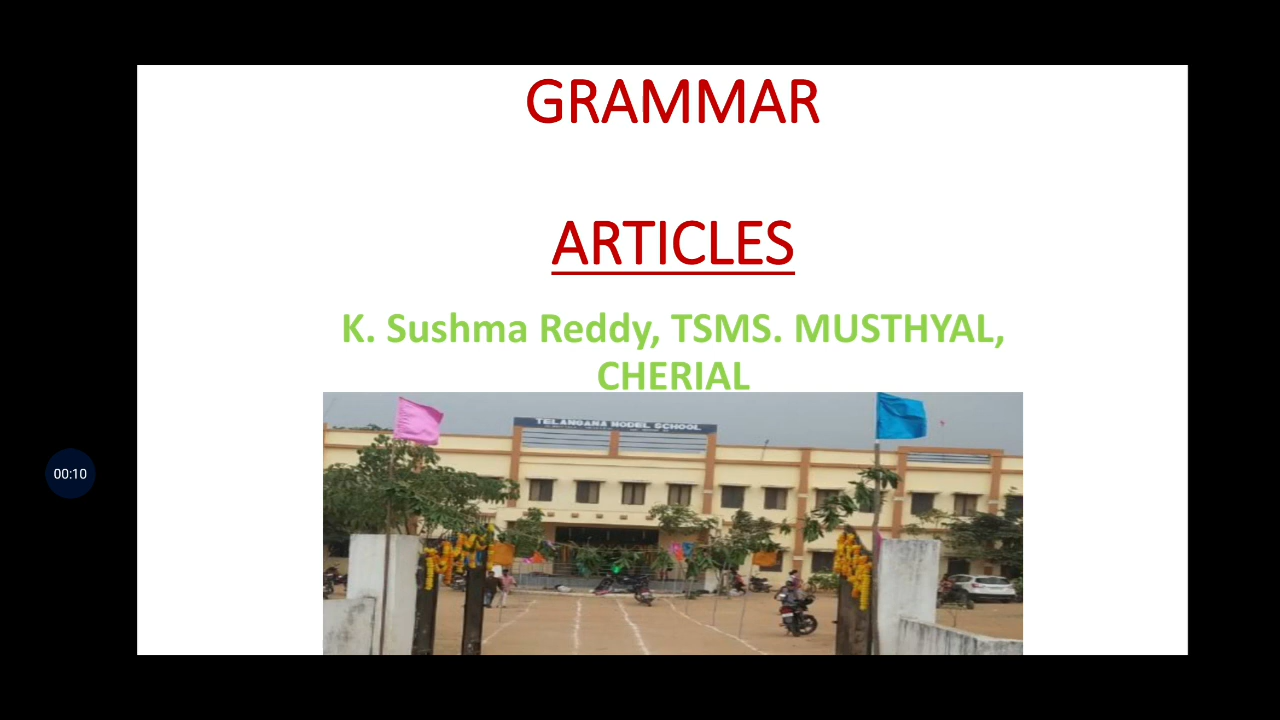 GRAMMAR
ARTICLES
K. Sushma Reddy, TSMS. MUSTHYAL,
CHERIAL
TELANGANA MODEL SCHOOL
00:10